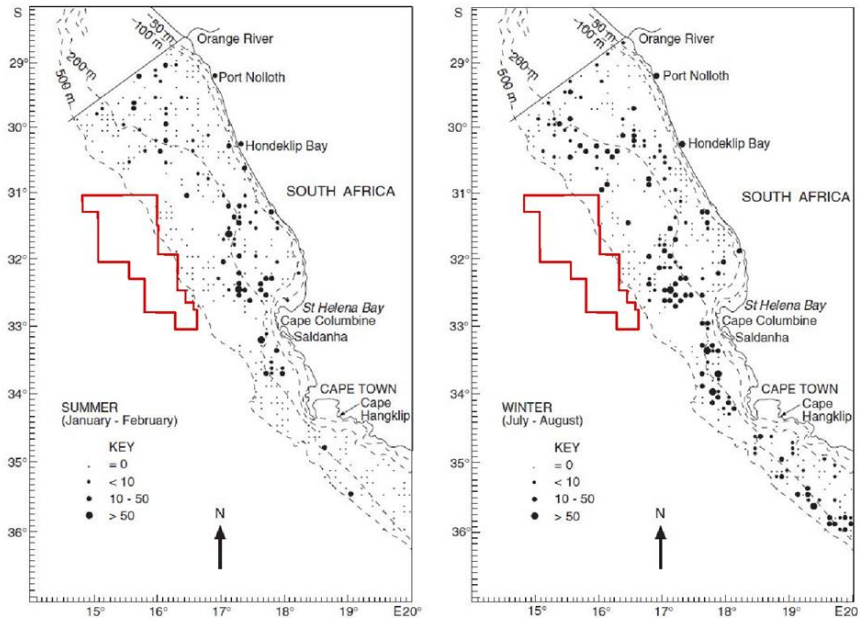 S
50 m
100 m
200 m
500 m
Orange River
Port Nolloth
Hondeklip Bay
SOUTH AFRICA
St Helena Bay
Cape Columbine
Saldanha
CAPE TOWN
Cape
Hangklip
29°
30°
31°
32°
33°
34°
35°
36°
SUMMER
(January - February)
KEY
= 0
< 10
10 - 50
> 50
N
15° 16° 17° 18° 19° E20°
50 m
100 m
200 m
500 m
Orange River
Port Nolloth
Hondeklip Bay
SOUTH AFRICA
St Helena Bay
Cape Columbine
Saldanha
CAPE TOWN
Cape
Hangklip
S
29°
30°
31°
32°
33°
34°
35°
36°
WINTER
(July - August)
KEY
= 0
< 10
10 - 50
> 50
N
15° 16° 17° 18° 19° E20°